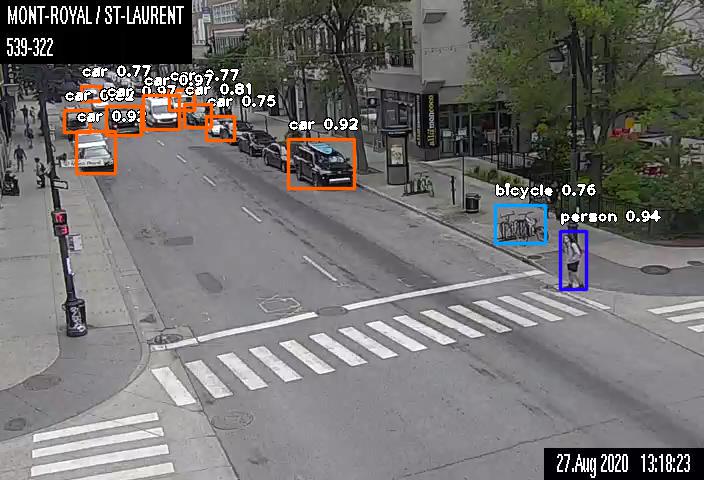 MONT-ROYAL / ST-LAURENT
539-322
car 0.77
car 0.77
car 0.81
car 0.75
car 0.92
bicycle 0.76
person 0.94
27.Aug 2020 13:18:23